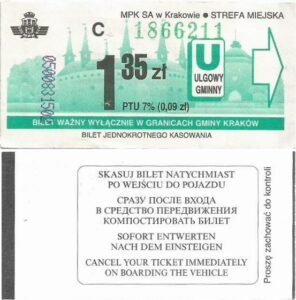 MPK SA w Krakowie • STREFA MIEJSKA
C 1866211
1 35 zł
U
ULGOWY
GMINNY
PTU 7% (0,09 zł)
BILET WAŻNY WYŁĄCZNIE W GRANICACH GMINY KRAKÓW
BILET JEDNOKROTNEGO KASOWANIA
SKASUJ BILET NATYCHMIAST
PO WEJŚCIU DO POJAZDU
СРАЗУ ПОСЛЕ ВХОДА
В СРЕДСТВО ПЕРЕДВИЖЕНИЯ
КОМПОСТИРОВАТЬ БИЛЕТ
SOFORT ENTWERTEN
NACH DEM EINSTEIGEN
CANCEL YOUR TICKET IMMEDIATELY
ON BOARDING THE VEHICLE
Proszę zachować do kontroli